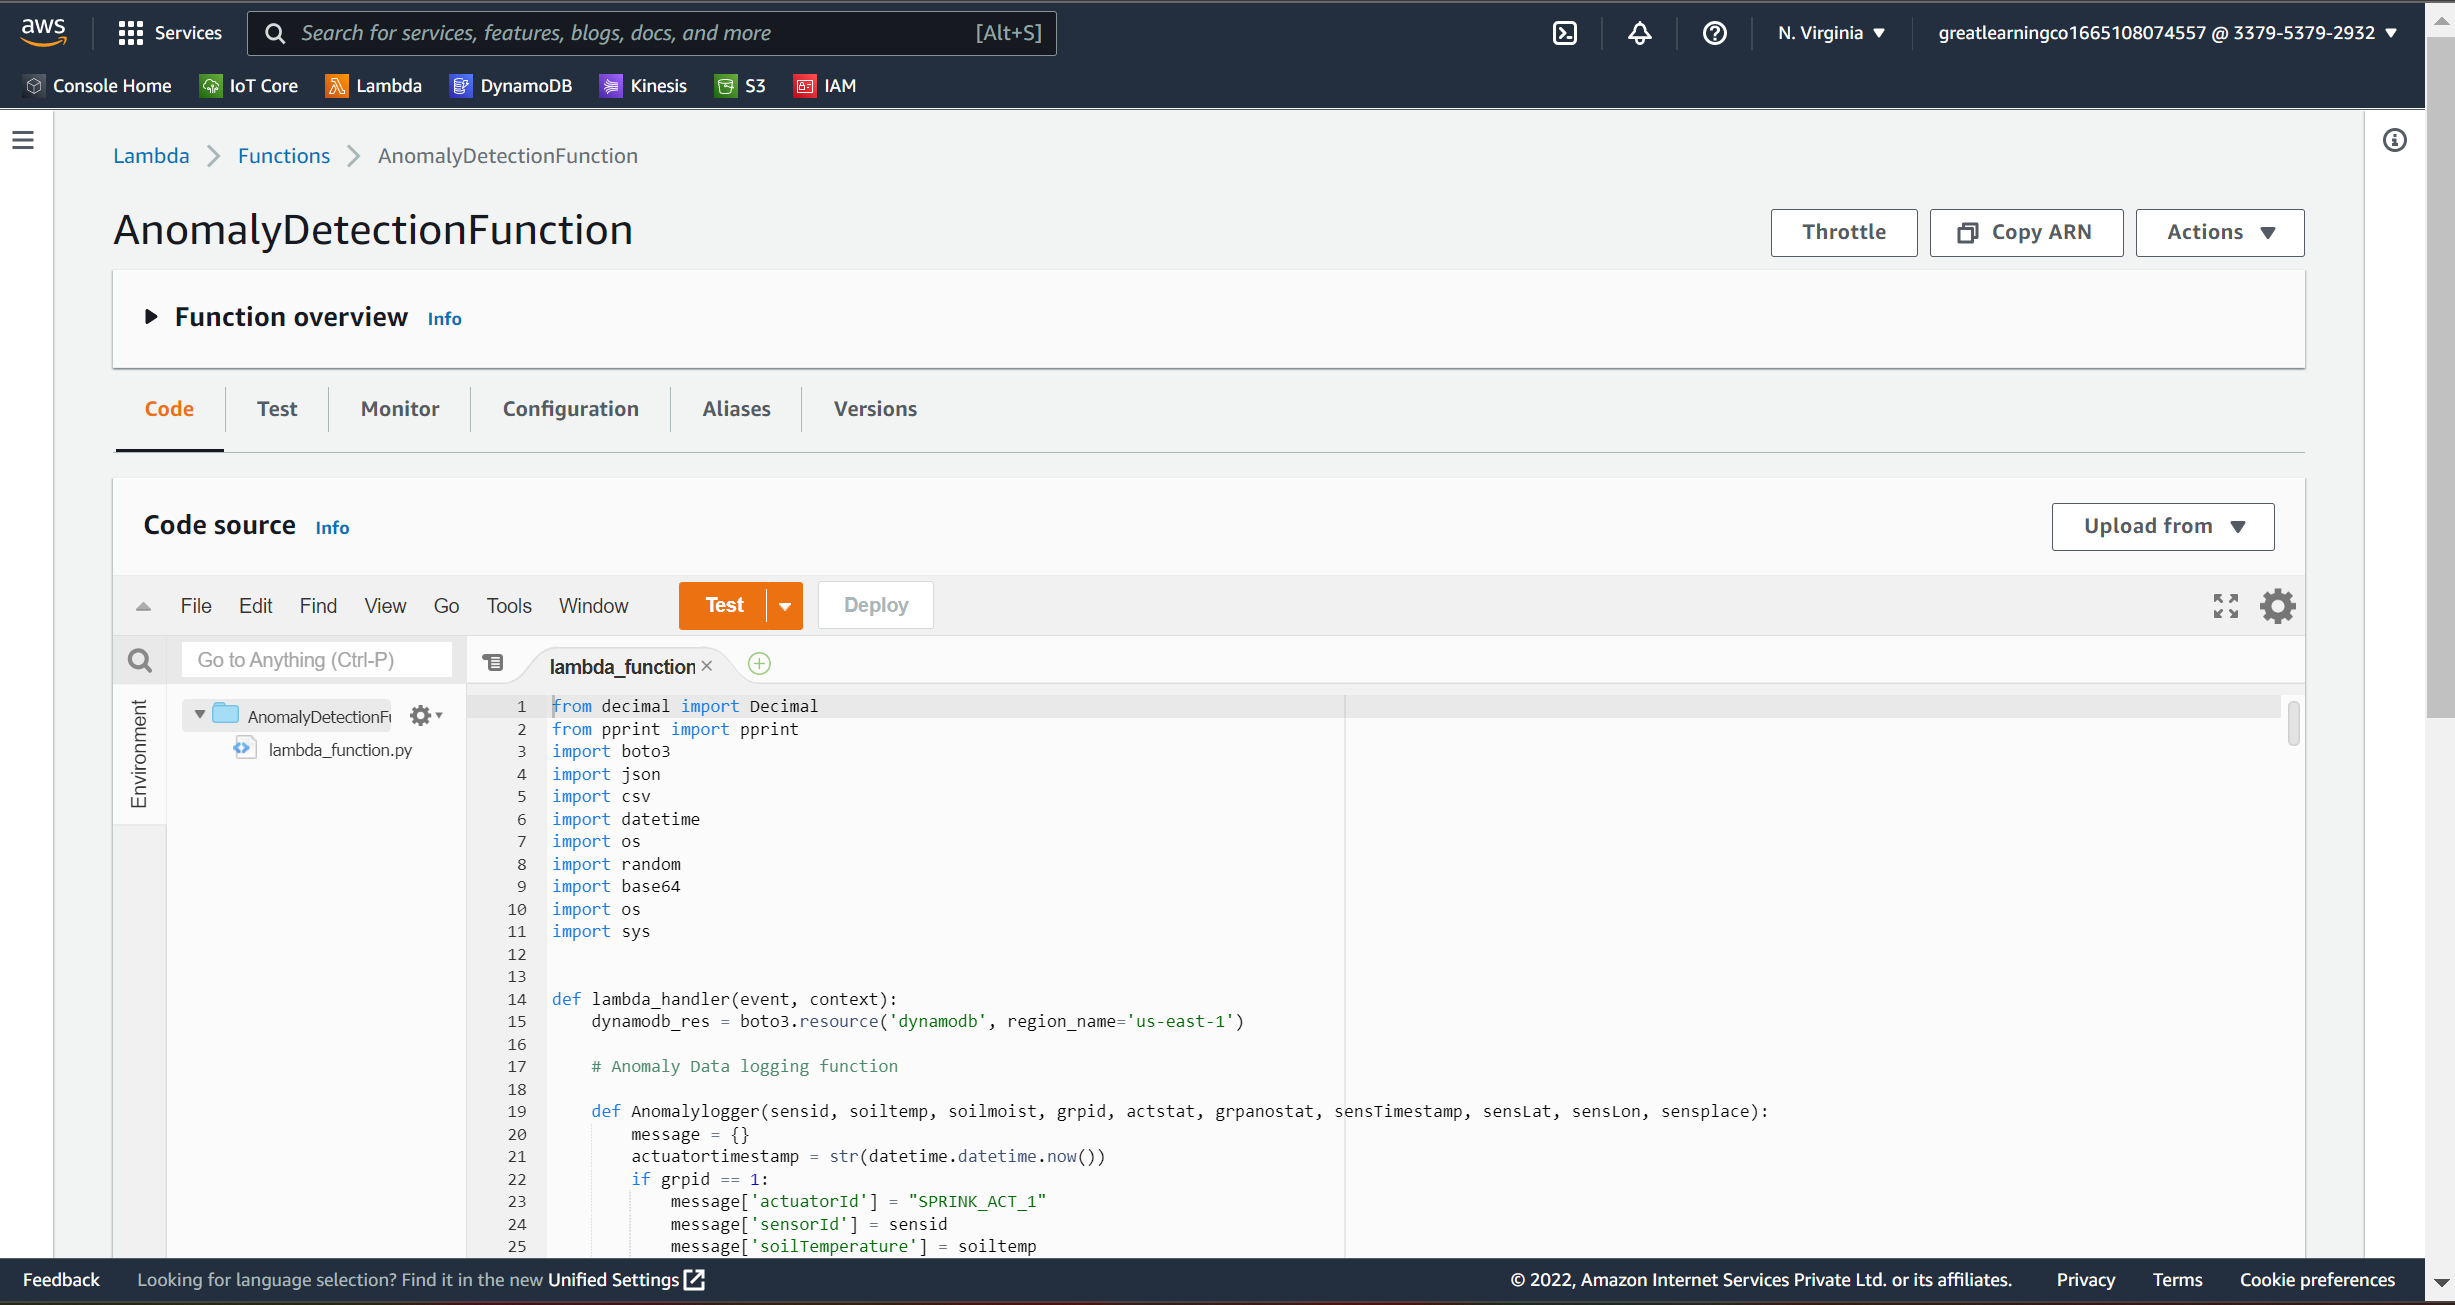 aws
Services
Search for services, features, blogs, docs, and more
[Alt+S]
N. Virginia
greatlearningco1665108074557 @ 3379-5379-2932
Console Home
IoT Core
Lambda
DynamoDB
Kinesis
S3
IAM
Lambda
Functions
AnomalyDetectionFunction
AnomalyDetectionFunction
Throttle
Copy ARN
Actions
Function overview Info
Code
Test
Monitor
Configuration
Aliases
Versions
Code source Info
Upload from
File Edit Find View Go Tools Window
Test
Deploy
Go to Anything (Ctrl-P)
lambda_function
Environment
AnomalyDetectionFu
lambda_function.py
1 from decimal import Decimal
2 from pprint import pprint
3 import boto3
4 import json
5 import csv
6 import datetime
7 import os
8 import random
9 import base64
10 import os
11 import sys
12
13
14 def lambda_handler(event, context):
15     dynamodb_res = boto3.resource('dynamodb', region_name='us-east-1')
16
17     # Anomaly Data logging function
18
19     def Anomalylogger(sensid, soiltemp, soilmoist, grpid, actstat, grpanostat, sensTimestamp, sensLat, sensLon, sensplace):
20         message = {}
21         actuatortimestamp = str(datetime.datetime.now())
22         if grpid == 1:
23             message['actuatorId'] = "SPRINK_ACT_1"
24             message['sensorId'] = sensid
25             message['soilTemperature'] = soiltemp
Feedback
Looking for language selection? Find it in the new Unified Settings
© 2022, Amazon Internet Services Private Ltd. or its affiliates.
Privacy
Terms
Cookie preferences